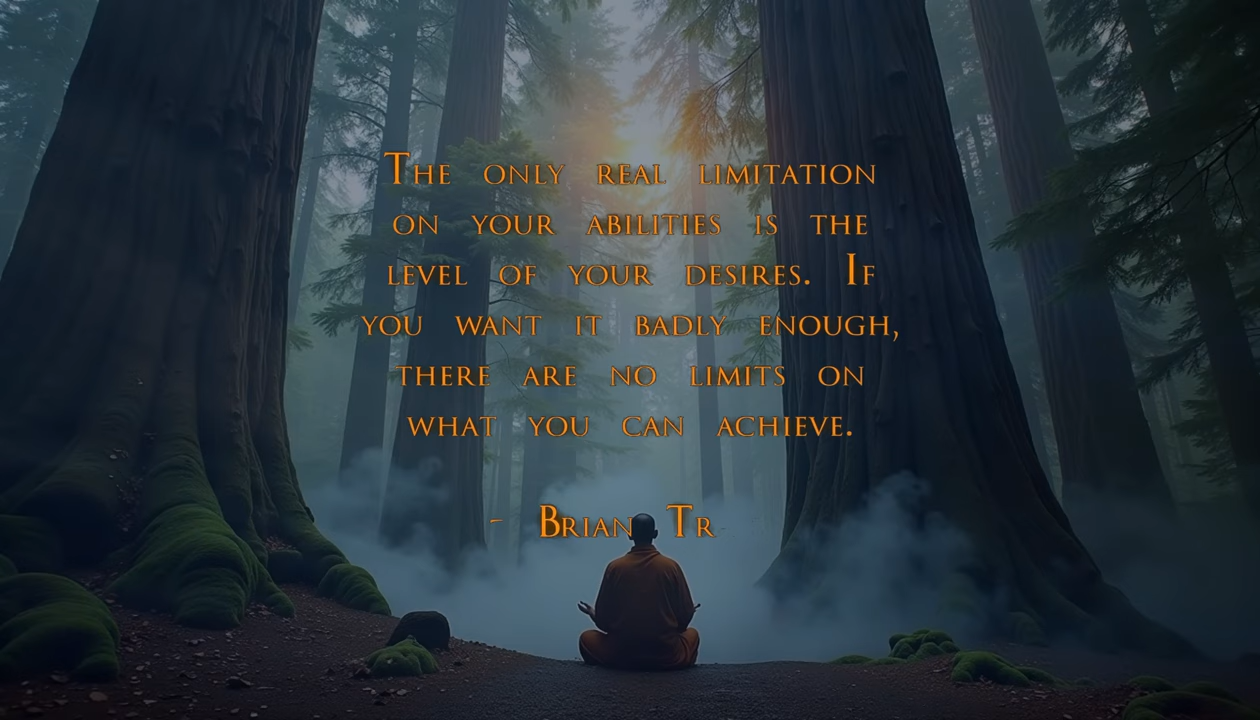 The only real limitation
on your abilities is the
level of your desires. If
you want it badly enough,
there are no limits on
what you can achieve.
- Brian Tr